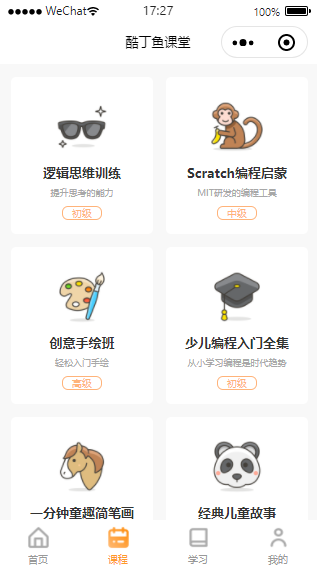 WeChat 17:27 100%
酷丁鱼课堂
逻辑思维训练 Scratch编程启蒙
提升思考的能力 MIT研发的编程工具
初级 中级
创意手绘班 少儿编程入门全集
轻松入门手绘 从小学习编程是时代趋势
高级 初级
一分钟童趣简笔画 经典儿童故事
首页 课程 学习 我的